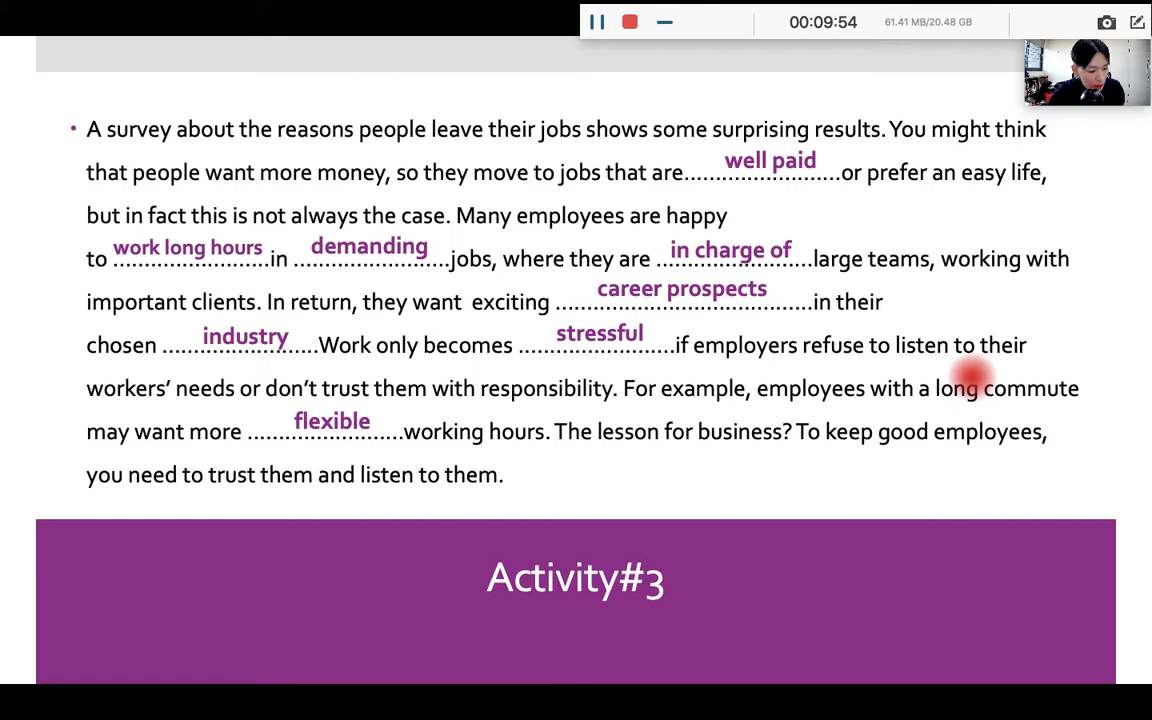 00:09:54 61.41 MB/20.48 GB
• A survey about the reasons people leave their jobs shows some surprising results. You might think
that people want more money, so they move to jobs that are...well paid...or prefer an easy life,
but in fact this is not always the case. Many employees are happy
to ...work long hours...in ...demanding...jobs, where they are ...in charge of...large teams, working with
important clients. In return, they want exciting ...career prospects...in their
chosen ...industry...Work only becomes ...stressful...if employers refuse to listen to their
workers’ needs or don’t trust them with responsibility. For example, employees with a long commute
may want more ...flexible...working hours. The lesson for business? To keep good employees,
you need to trust them and listen to them.
Activity#3